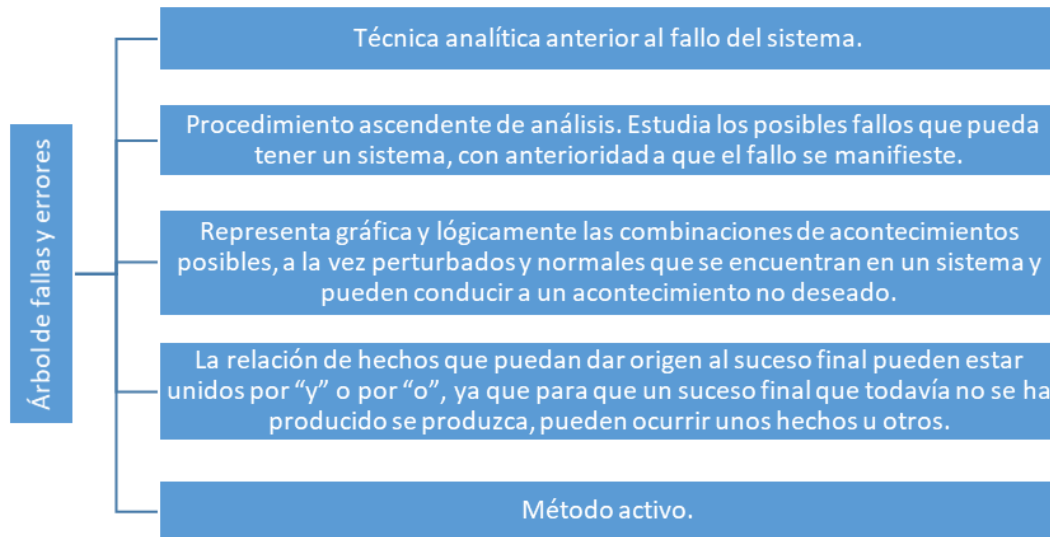 Árbol de fallas y errores
Técnica analítica anterior al fallo del sistema.
Procedimiento ascendente de análisis. Estudia los posibles fallos que pueda
tener un sistema, con anterioridad a que el fallo se manifieste.
Representa gráfica y lógicamente las combinaciones de acontecimientos
posibles, a la vez perturbados y normales que se encuentran en un sistema y
pueden conducir a un acontecimiento no deseado.
La relación de hechos que puedan dar origen al suceso final pueden estar
unidos por “y” o por “o”, ya que para que un suceso final que todavía no se ha
producido se produzca, pueden ocurrir unos hechos u otros.
Método activo.